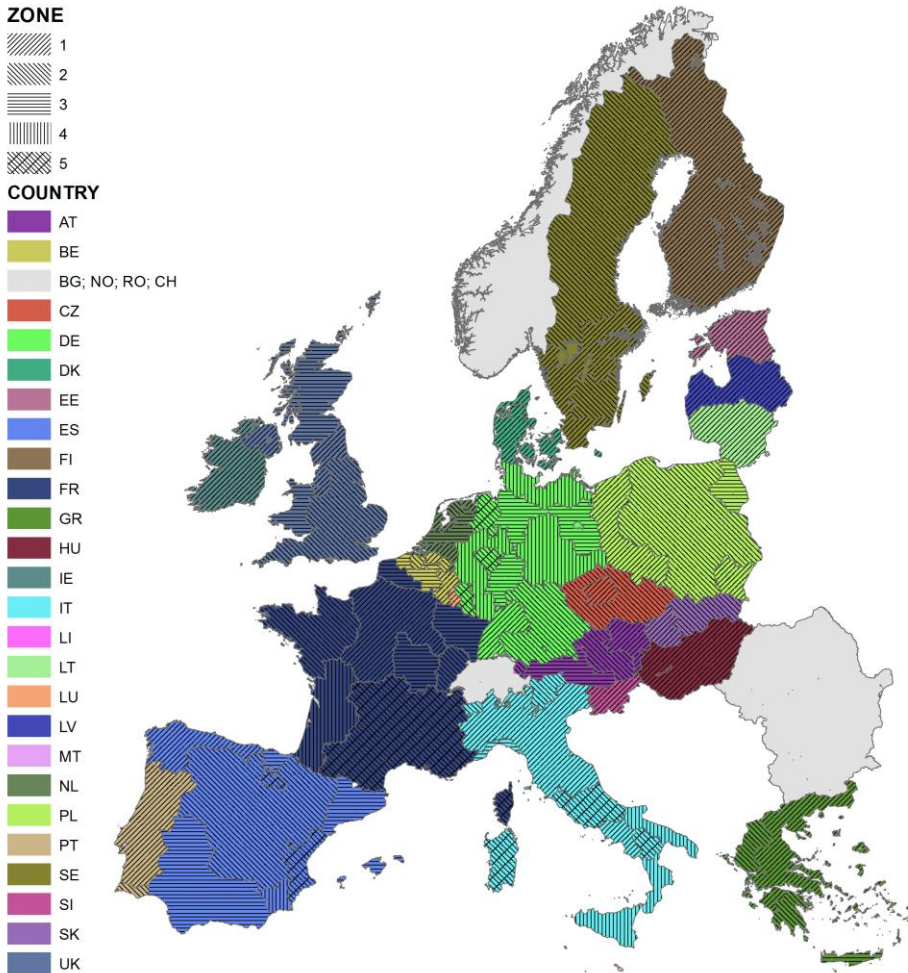 ZONE
1
2
3
4
5
COUNTRY
AT
BE
BG; NO; RO; CH
CZ
DE
DK
EE
ES
FI
FR
GR
HU
IE
IT
LI
LT
LU
LV
MT
NL
PL
PT
SE
SI
SK
UK